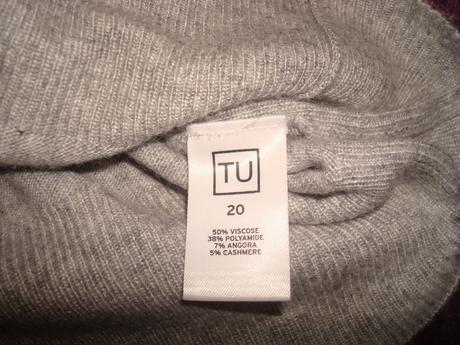 TU
20
50% VISCOSE
38% POLYAMIDE
7% ANGORA
5% CASHMERE